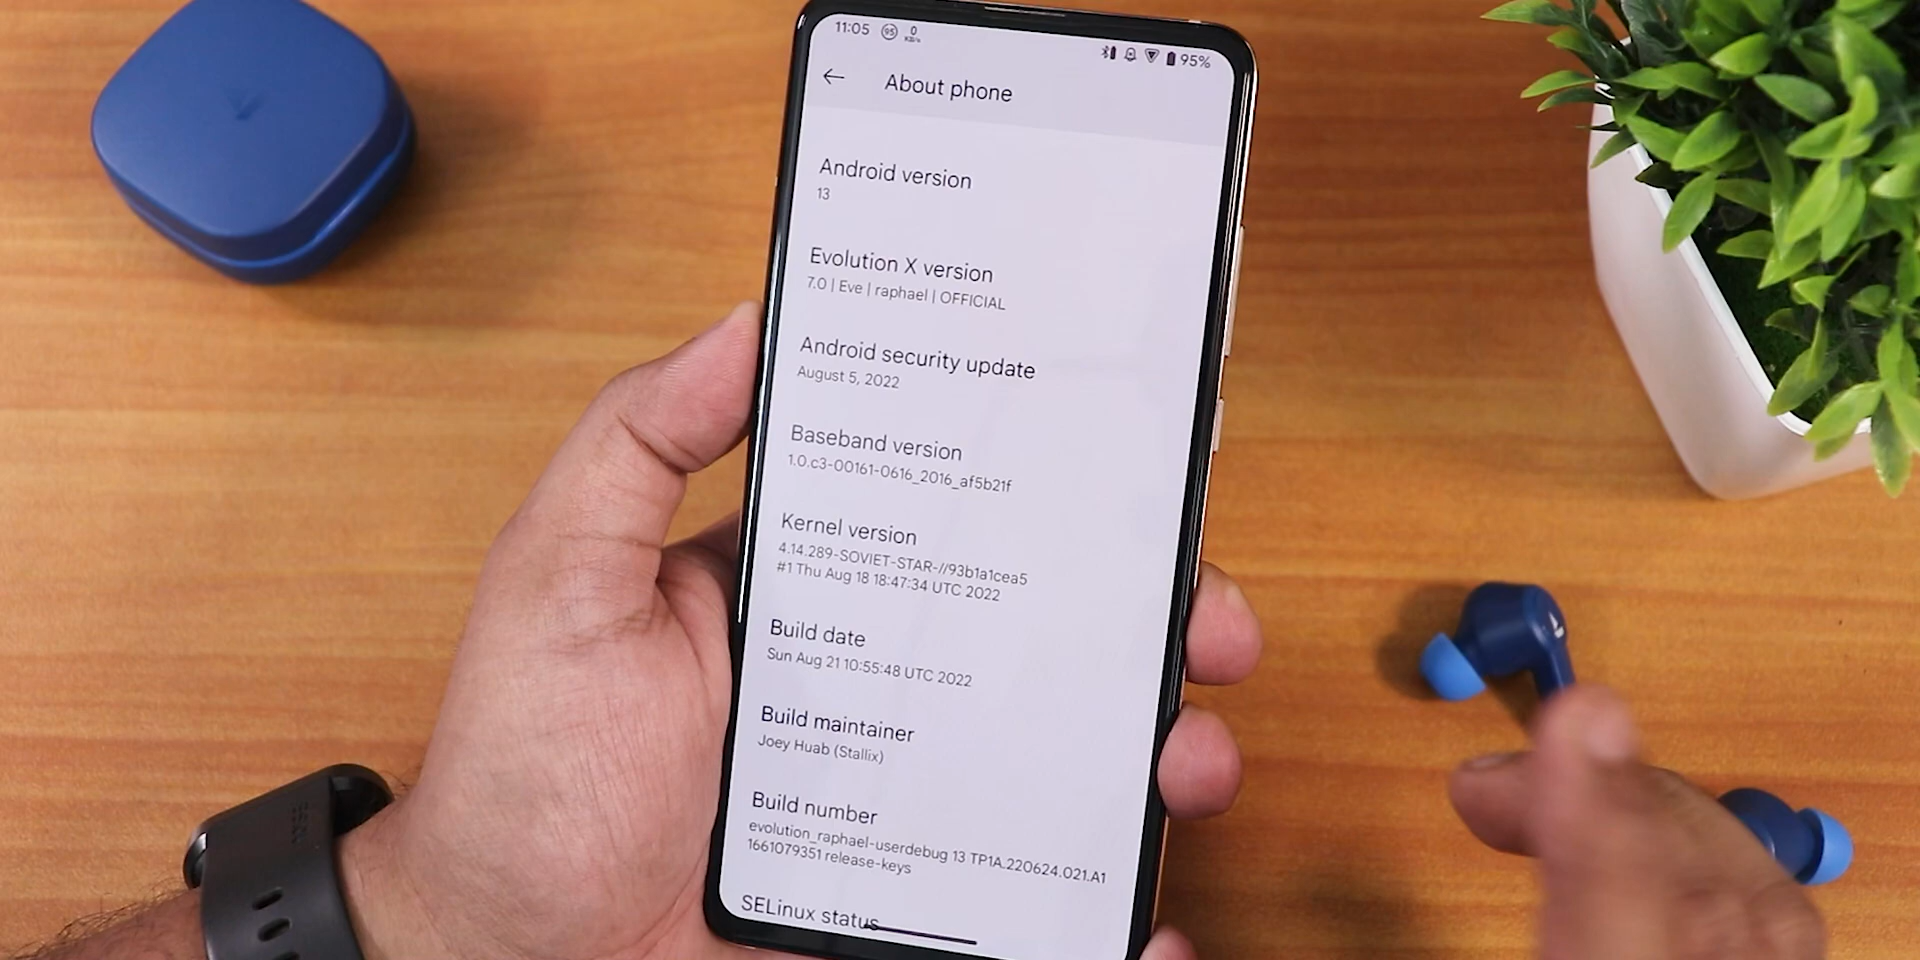 11:05 95 0 KB/s 95%
About phone
Android version
13
Evolution X version
7.0 | Eve | raphael | OFFICIAL
Android security update
August 5, 2022
Baseband version
1.0.c3-00161-0616_2016_af5b21f
Kernel version
4.14.289-SOVIET-STAR-//93b1a1cea5
#1 Thu Aug 18 18:47:34 UTC 2022
Build date
Sun Aug 21 10:55:48 UTC 2022
Build maintainer
Joey Huab (Stallix)
Build number
evolution_raphael-userdebug 13 TP1A.220624.021.A1
1661079351 release-keys
SELinux status